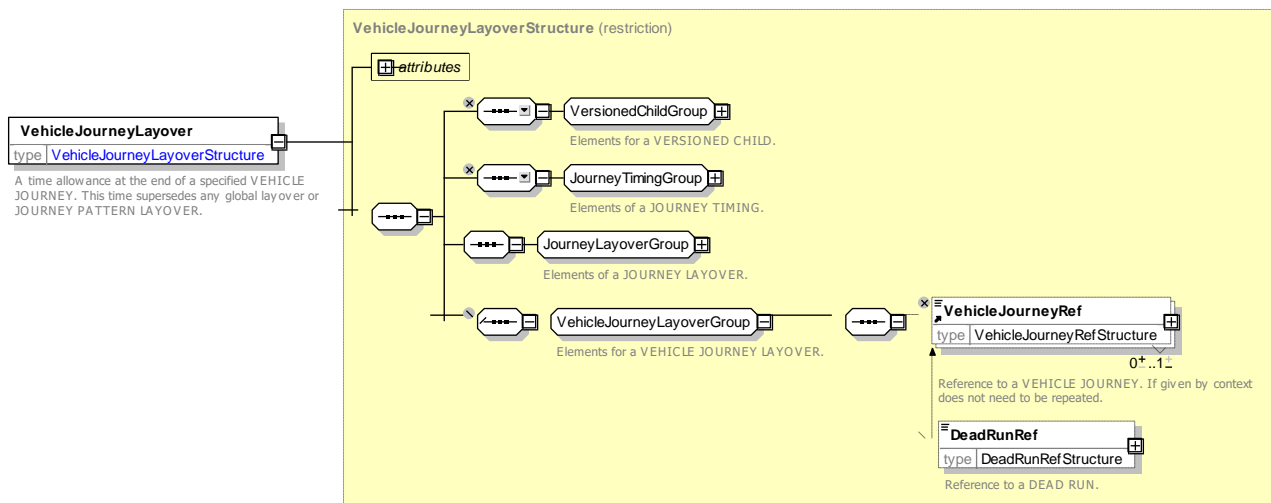 VehicleJourneyLayoverStructure (restriction)
attributes
VersionedChildGroup
Elements for a VERSIONED CHILD.
VehicleJourneyLayover
type VehicleJourneyLayoverStructure
A time allowance at the end of a specified VEHICLE
JOURNEY. This time supersedes any global layover or
JOURNEY PATTERN LAYOVER.
JourneyTimingGroup
Elements of a JOURNEY TIMING.
JourneyLayoverGroup
Elements of a JOURNEY LAYOVER.
VehicleJourneyLayoverGroup
Elements for a VEHICLE JOURNEY LAYOVER.
VehicleJourneyRef
type VehicleJourneyRefStructure
0..1
Reference to a VEHICLE JOURNEY. If given by context
does not need to be repeated.
DeadRunRef
type DeadRunRefStructure
Reference to a DEAD RUN.